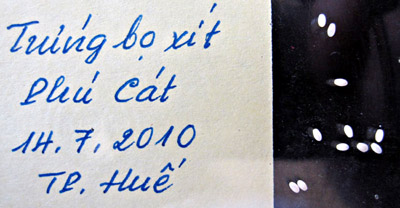 Trứng bọ xít
Phú Cát
14.7.2010
TP. Huế